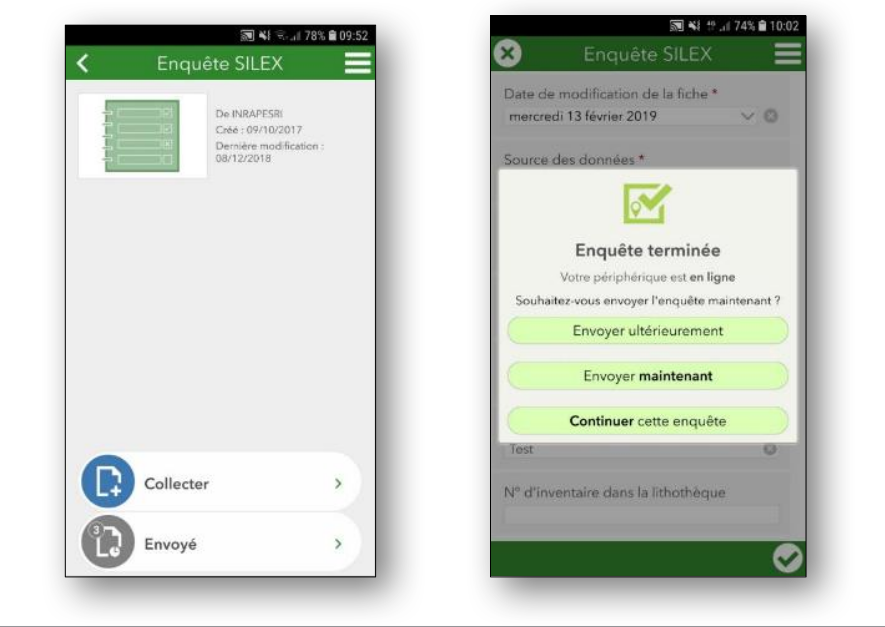 78% 09:52
Enquête SILEX
De INRAPESRI
Créé : 09/10/2017
Dernière modification :
08/12/2018
Collecter
3
Envoyé
74% 10:02
Enquête SILEX
Date de modification de la fiche *
mercredi 13 février 2019
Source des données *
Enquête terminée
Votre périphérique est en ligne
Souhaitez-vous envoyer l'enquête maintenant ?
Envoyer ultérieurement
Envoyer maintenant
Continuer cette enquête
Test
N° d'inventaire dans la lithothèque